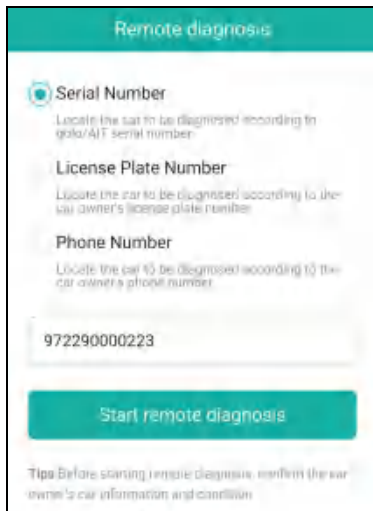 Remote diagnosis
Serial Number
Locate the car to be diagnosed according to
golo/AIT serial number
License Plate Number
Locate the car to be diagnosed according to the
car owner's license plate number
Phone Number
Locate the car to be diagnosed according to the
car owner's phone number
972290000223
Start remote diagnosis
Tips Before starting remote diagnosis, confirm the car
owner's car information and condition